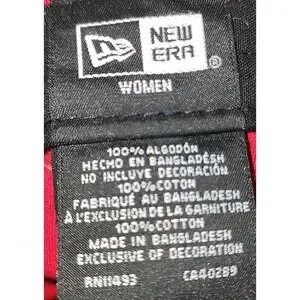 NEW
ERA®
WOMEN
100% ALGODÓN
HECHO EN BANGLADÉSH
NO INCLUYE DECORACIÓN
100% COTON
FABRIQUÉ AU BANGLADESH
À L'EXCLUSION DE LA GARNITURE
100% COTTON
MADE IN BANGLADESH
EXCLUSIVE OF DECORATION
RN11493 CA40289